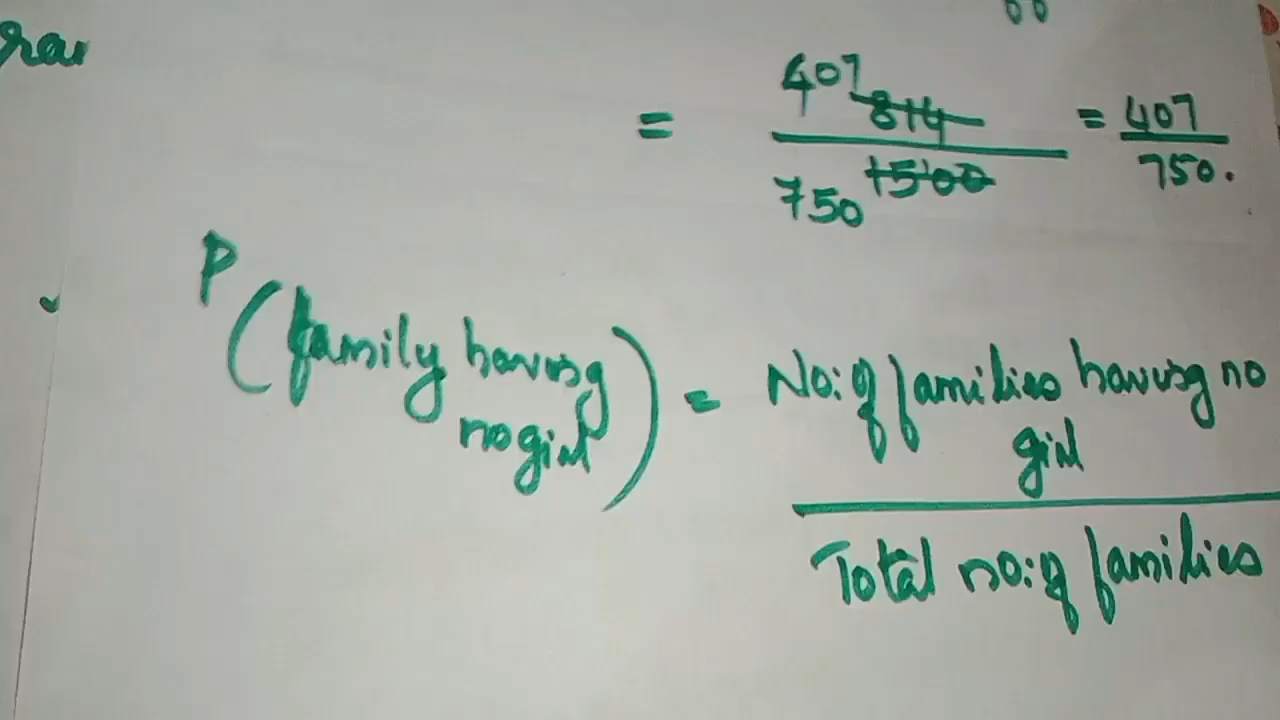 = 407 814 = 407
750 1500 750.
P (family having no girl) = No: of families having no girl
Total no: of families